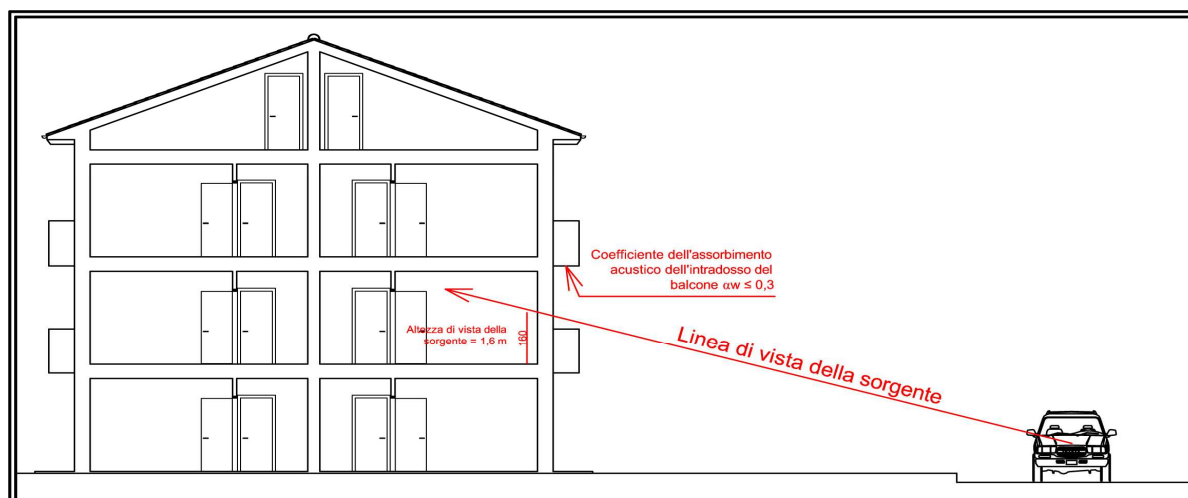 Coefficiente dell'assorbimento
acustico dell'intradosso del
balcone αw ≤ 0,3
Altezza di vista della
sorgente = 1,6 m
160
Linea di vista della sorgente